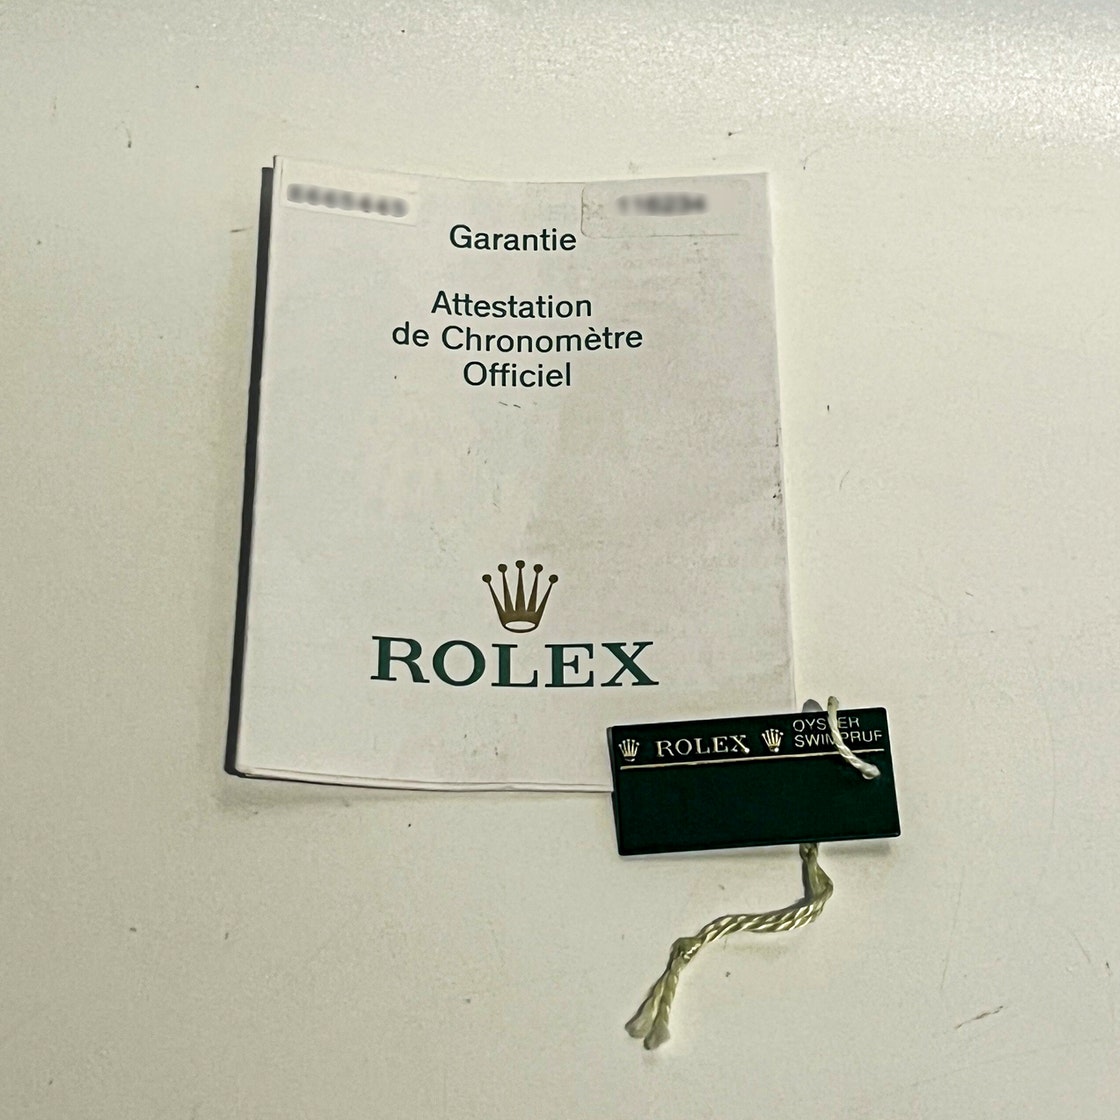 Garantie
Attestation
de Chronomètre
Officiel
ROLEX
ROLEX
OYSTER
SWIMPRUF